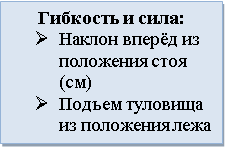 Гибкость и сила:
➢ Наклон вперёд из
положения стоя
(см)
➢ Подъем туловища
из положения лежа